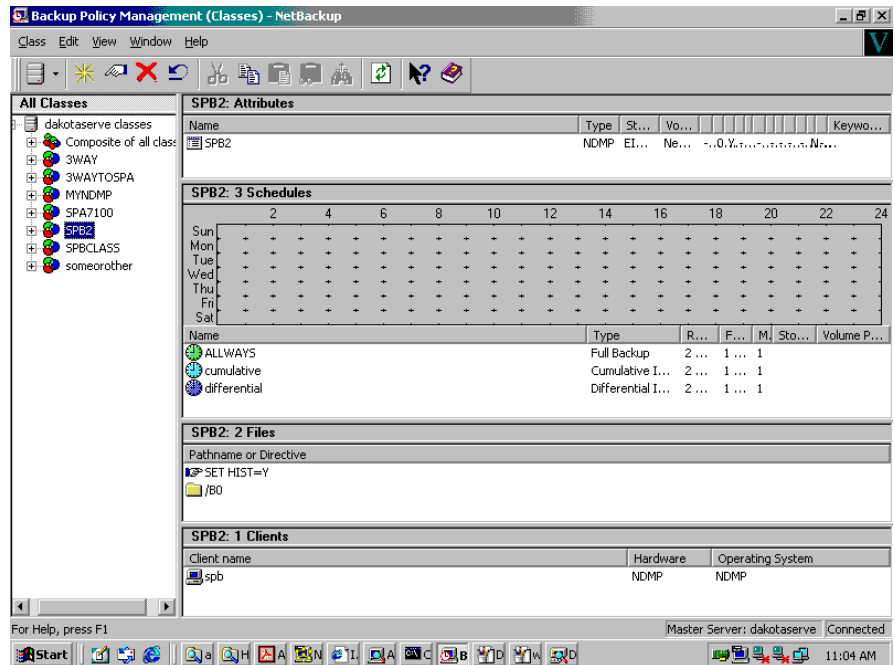 Backup Policy Management (Classes) - NetBackup
Class Edit View Window Help
V
All Classes
dakotaserve classes
Composite of all class
3WAY
3WAYTOSPA
MYNDMP
SPA7100
SPB2
SPBCLASS
someorother
SPB2: Attributes
Name Type St... Vo... Keywo...
SPB2 NDMP EI... Ne...
SPB2: 3 Schedules
2 4 6 8 10 12 14 16 18 20 22 24
Sun
Mon
Tue
Wed
Thu
Fri
Sat
Name Type R... F... M. Sto... Volume P...
ALLWAYS Full Backup 2 ... 1 ... 1
cumulative Cumulative I... 2 ... 1 ... 1
differential Differential I... 2 ... 1 ... 1
SPB2: 2 Files
Pathname or Directive
SET HIST=Y
/B0
SPB2: 1 Clients
Client name Hardware Operating System
spb NDMP NDMP
For Help, press F1 Master Server: dakotaserve Connected
Start a H A N I. A C B D w D 11:04 AM